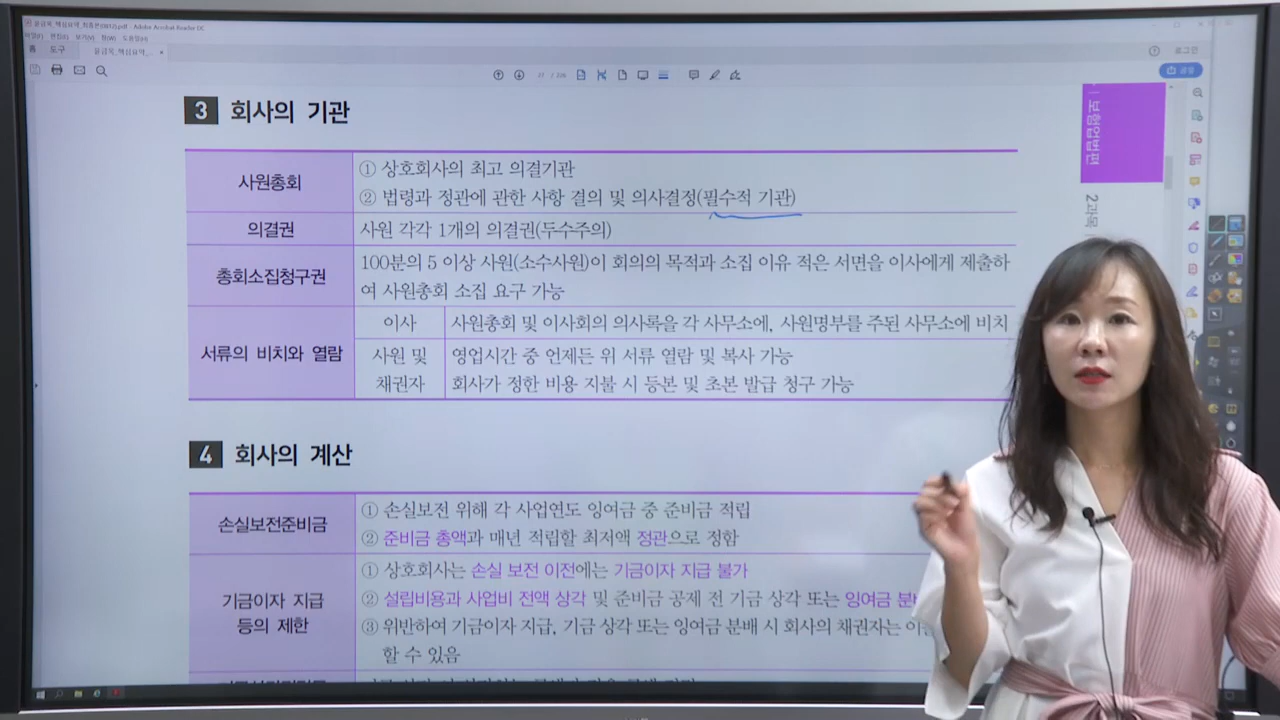 3 회사의 기관
사원총회
① 상호회사의 최고 의결기관
② 법령과 정관에 관한 사항 결의 및 의사결정(필수적 기관)
의결권
사원 각각 1개의 의결권(두수주의)
총회소집청구권
100분의 5 이상 사원(소수사원)이 회의의 목적과 소집 이유 적은 서면을 이사에게 제출하
여 사원총회 소집 요구 가능
서류의 비치와 열람
이사
사원총회 및 이사회의 의사록을 각 사무소에, 사원명부를 주된 사무소에 비치
사원 및
채권자
영업시간 중 언제든 위 서류 열람 및 복사 가능
회사가 정한 비용 지불 시 등본 및 초본 발급 청구 가능
4 회사의 계산
손실보전준비금
① 손실보전 위해 각 사업연도 잉여금 중 준비금 적립
② 준비금 총액과 매년 적립할 최저액 정관으로 정함
기금이자 지급
등의 제한
① 상호회사는 손실 보전 이전에는 기금이자 지급 불가
② 설립비용과 사업비 전액 상각 및 준비금 공제 전 기금 상각 또는 잉여금
③ 위반하여 기금이자 지급, 기금 상각 또는 잉여금 분배 시 회사의 채권자는
할 수 있음
보험업법편
2과목
로그인
공유
도구
홈